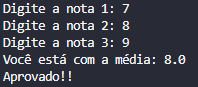 Digite a nota 1: 7
Digite a nota 2: 8
Digite a nota 3: 9
Você está com a média: 8.0
Aprovado!!